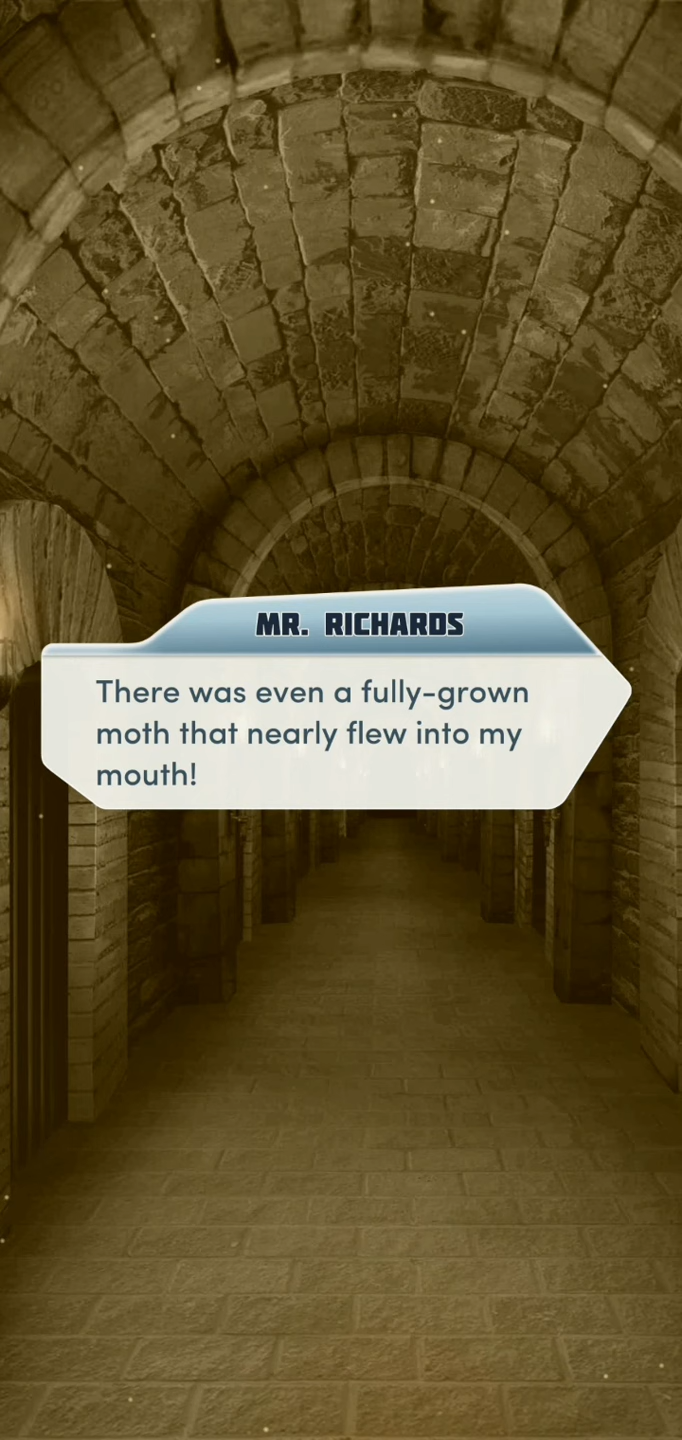 MR. RICHARDS
There was even a fully-grown
moth that nearly flew into my
mouth!